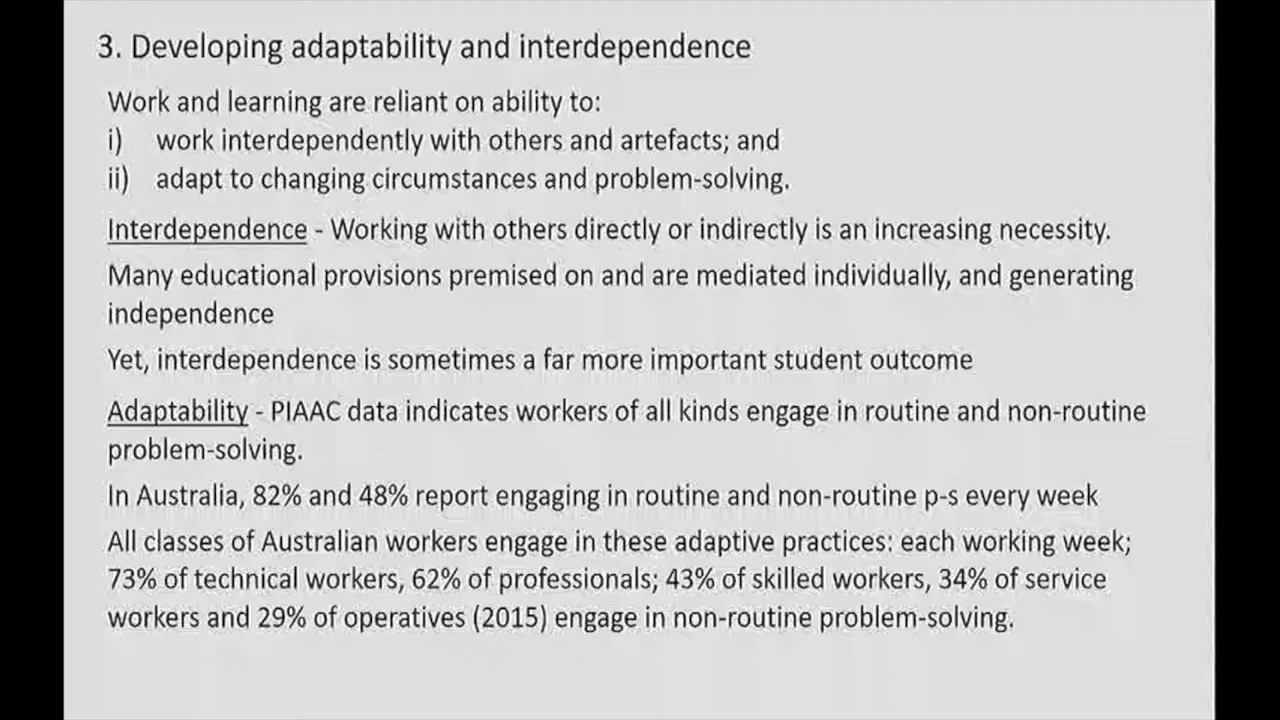 3. Developing adaptability and interdependence
Work and learning are reliant on ability to:
i) work interdependently with others and artefacts; and
ii) adapt to changing circumstances and problem-solving.
Interdependence - Working with others directly or indirectly is an increasing necessity.
Many educational provisions premised on and are mediated individually, and generating
independence
Yet, interdependence is sometimes a far more important student outcome
Adaptability - PIAAC data indicates workers of all kinds engage in routine and non-routine
problem-solving.
In Australia, 82% and 48% report engaging in routine and non-routine p-s every week
All classes of Australian workers engage in these adaptive practices: each working week;
73% of technical workers, 62% of professionals; 43% of skilled workers, 34% of service
workers and 29% of operatives (2015) engage in non-routine problem-solving.